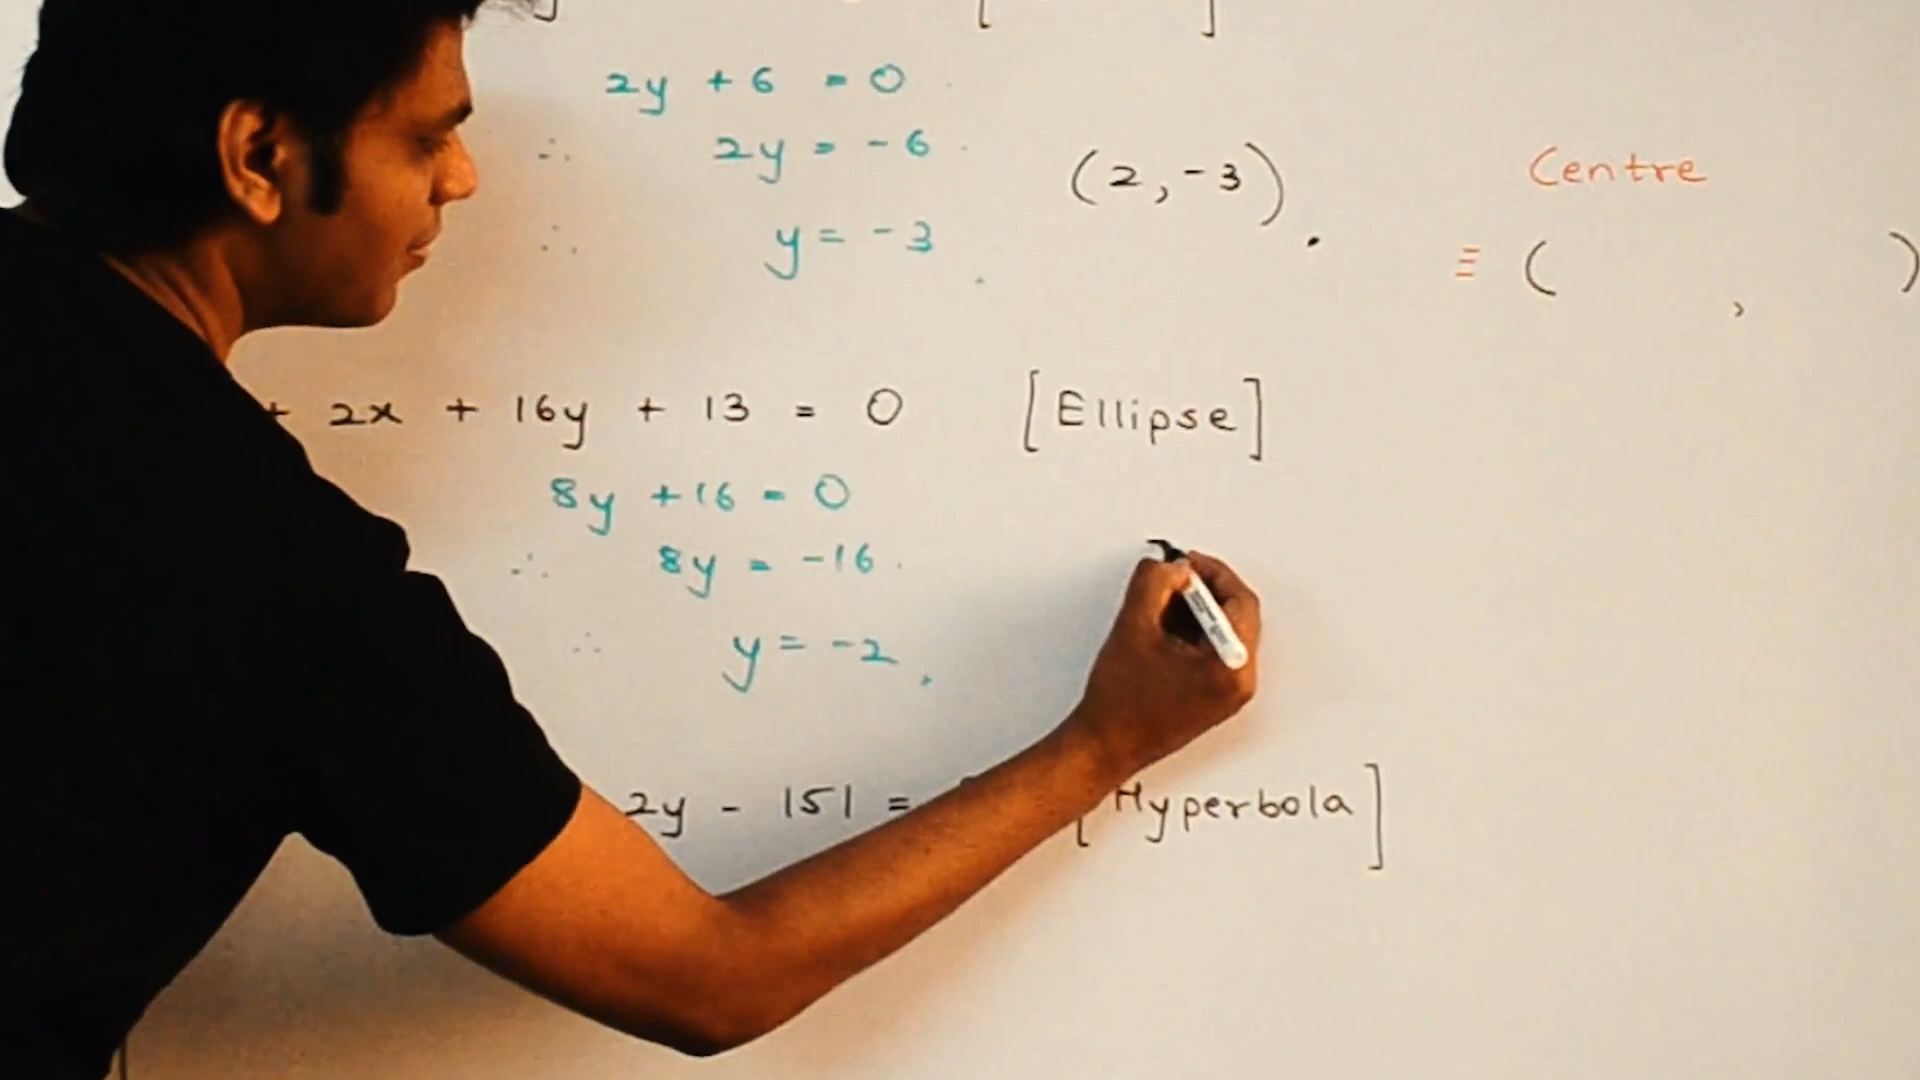 2y + 6 = 0
∴ 2y = -6
(2, -3).
Centre
∴ y = -3
≡ ( , )
+ 2x + 16y + 13 = 0 [Ellipse]
8y + 16 = 0
∴ 8y = -16
∴ y = -2
2y - 151 = [Hyperbola]